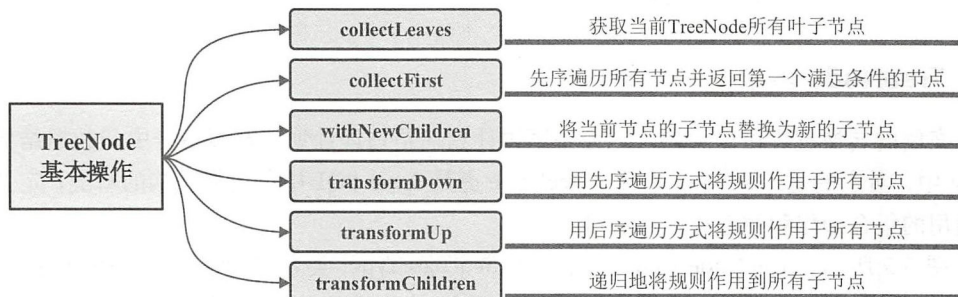 TreeNode
基本操作
collectLeaves
获取当前TreeNode所有叶子节点
collectFirst
先序遍历所有节点并返回第一个满足条件的节点
withNewChildren
将当前节点的子节点替换为新的子节点
transformDown
用先序遍历方式将规则作用于所有节点
transformUp
用后序遍历方式将规则作用于所有节点
transformChildren
递归地将规则作用到所有子节点